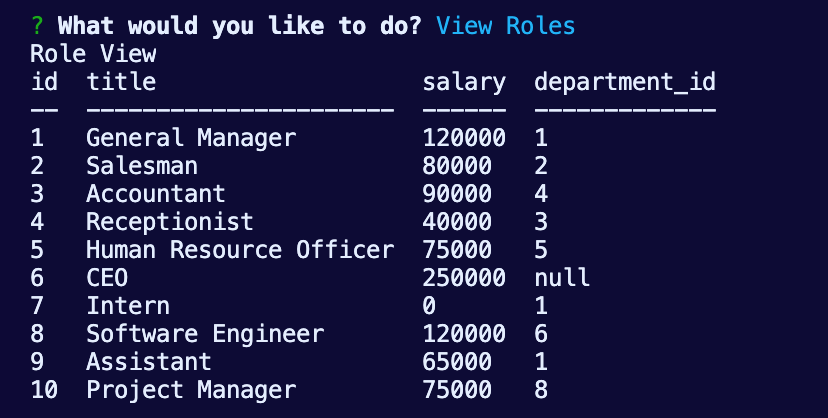 ? What would you like to do? View Roles
Role View
id  title                   salary  department_id
--  ----------------------  ------  -------------
1   General Manager         120000  1
2   Salesman                80000   2
3   Accountant              90000   4
4   Receptionist            40000   3
5   Human Resource Officer  75000   5
6   CEO                     250000  null
7   Intern                  0       1
8   Software Engineer       120000  6
9   Assistant               65000   1
10  Project Manager         75000   8